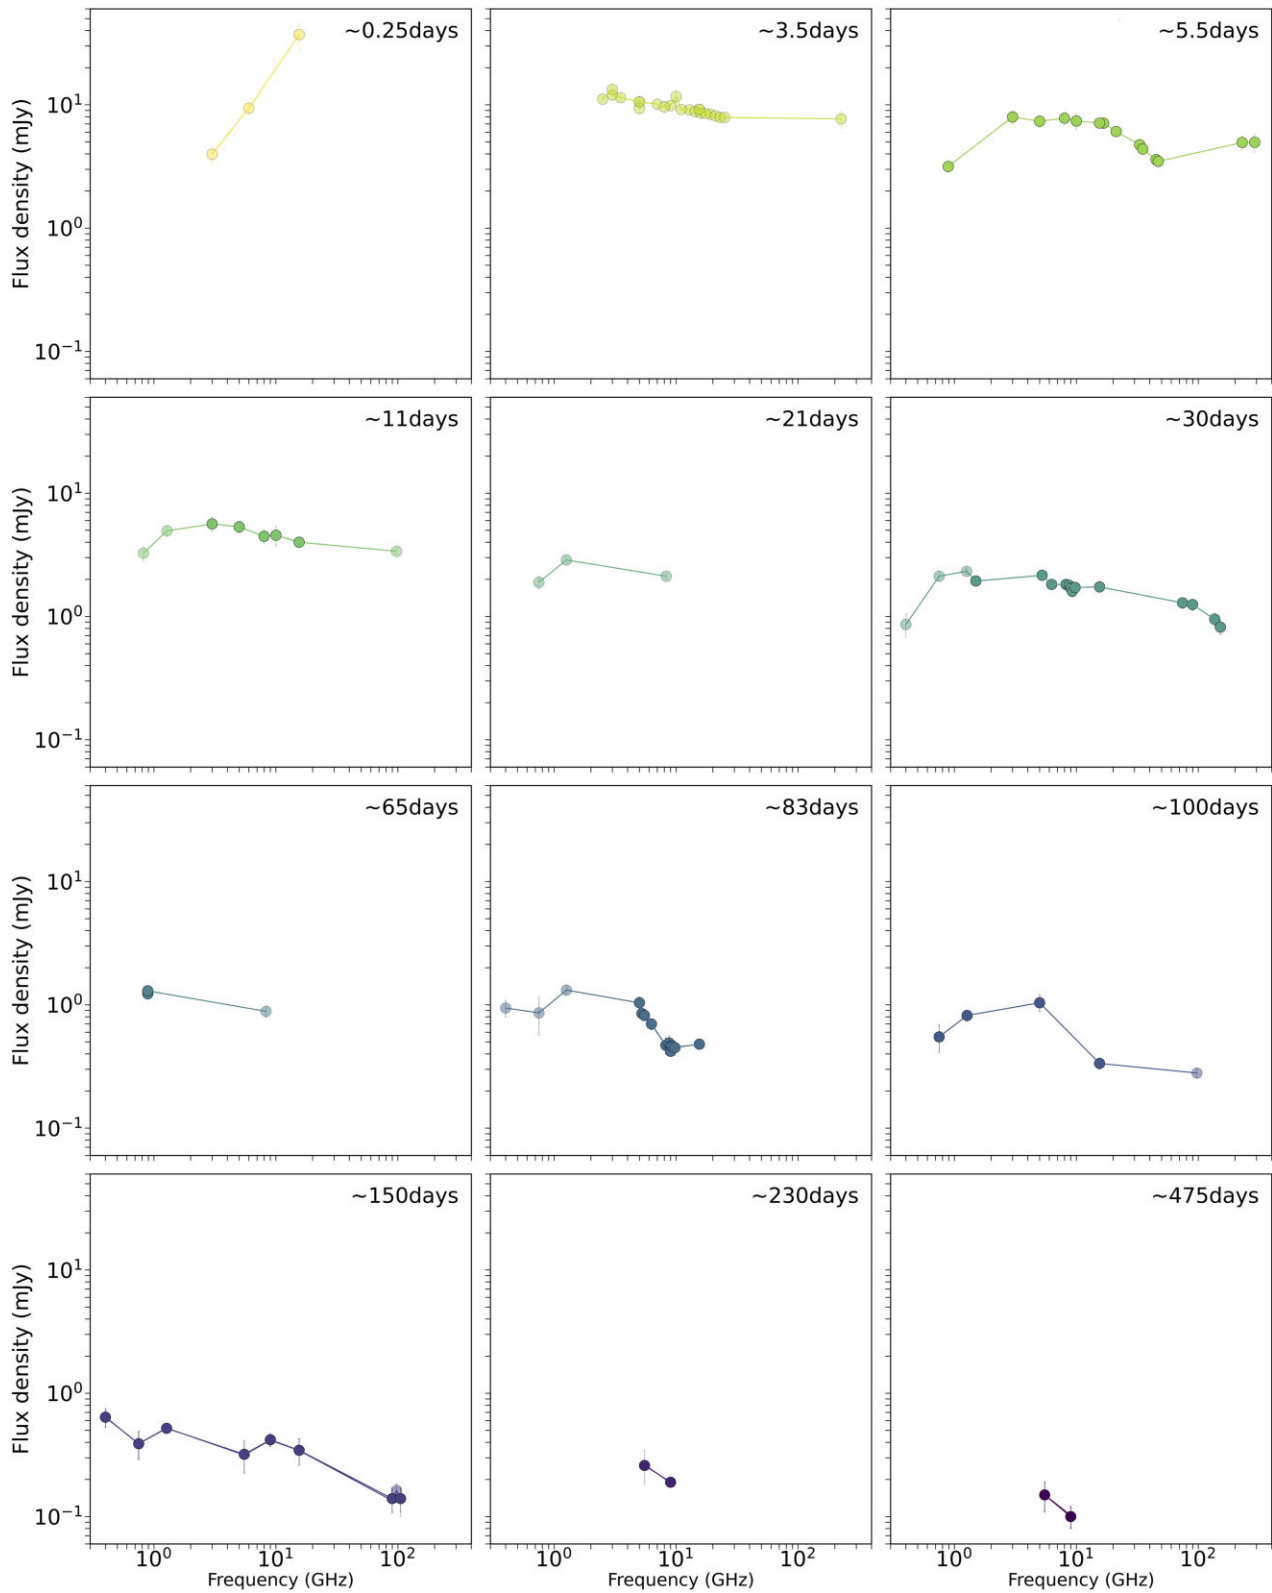 ~0.25days ~3.5days ~5.5days
Flux density (mJy)
10¹
10⁰
10⁻¹
~11days ~21days ~30days
Flux density (mJy)
10¹
10⁰
10⁻¹
~65days ~83days ~100days
Flux density (mJy)
10¹
10⁰
10⁻¹
~150days ~230days ~475days
Flux density (mJy)
10¹
10⁰
10⁻¹
10⁰ 10¹ 10² 10⁰ 10¹ 10² 10⁰ 10¹ 10²
Frequency (GHz) Frequency (GHz) Frequency (GHz)